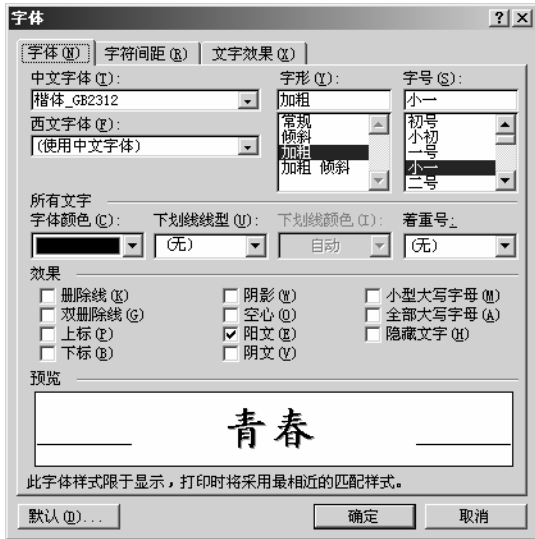 字体
字体(N) 字符间距(R) 文字效果(X)
中文字体(T): 字形(Y): 字号(S):
楷体_GB2312 加粗 小一
西文字体(F): 常规 初号
(使用中文字体) 倾斜 小初
加粗 一号
加粗 倾斜 小一
二号
所有文字
字体颜色(C): 下划线线型(U): 下划线颜色(I): 着重号:
(无) 自动 (无)
效果
删除线(K) 阴影(W) 小型大写字母(M)
双删除线(G) 空心(O) 全部大写字母(A)
上标(P) 阳文(E) 隐藏文字(H)
下标(B) 阴文(V)
预览
青春
此字体样式限于显示,打印时将采用最相近的匹配样式。
默认(D)... 确定 取消